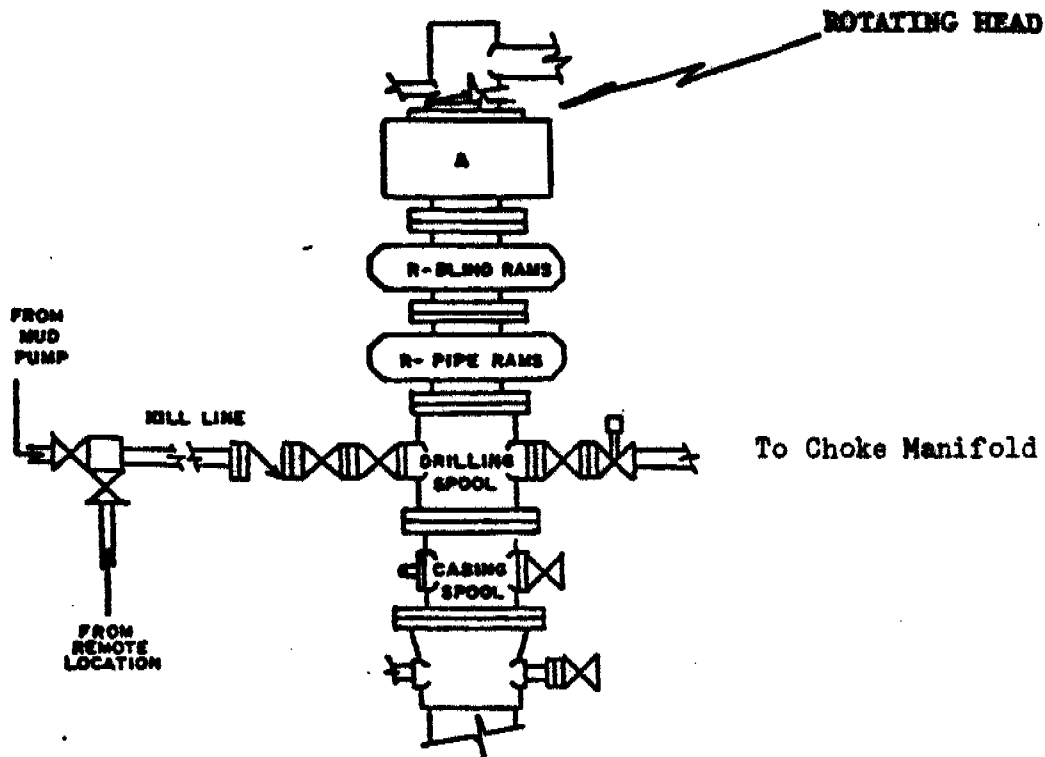 ROTATING HEAD
A
R-BLIND RAMS
FROM
MUD
PUMP
R- PIPE RAMS
KILL LINE
DRILLING
SPOOL
To Choke Manifold
CASING
SPOOL
FROM
REMOTE
LOCATION